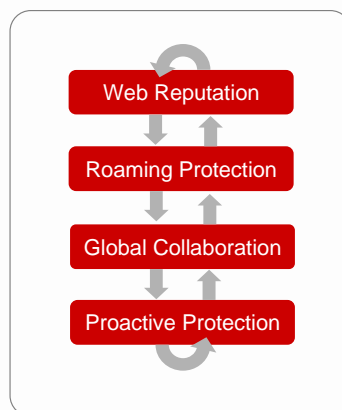 Web Reputation
Roaming Protection
Global Collaboration
Proactive Protection